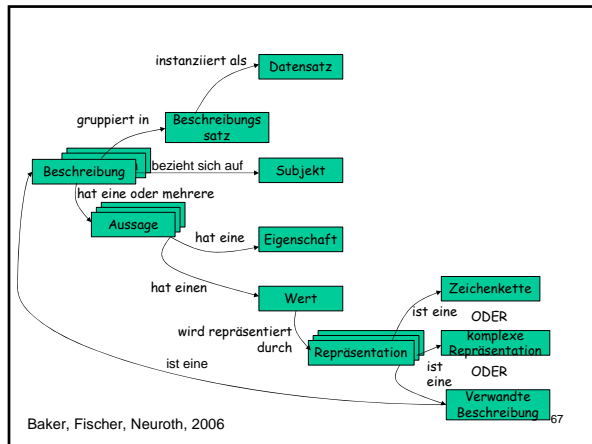 instanziiert als
Datensatz
gruppiert in
Beschreibungs
satz
Beschreibung
bezieht sich auf
Subjekt
hat eine oder mehrere
Aussage
hat eine
Eigenschaft
hat einen
Wert
wird repräsentiert
durch
Repräsentation
ist eine
Zeichenkette
ODER
komplexe
Repräsentation
ist
eine
ODER
Verwandte
Beschreibung
ist eine
Baker, Fischer, Neuroth, 2006
67